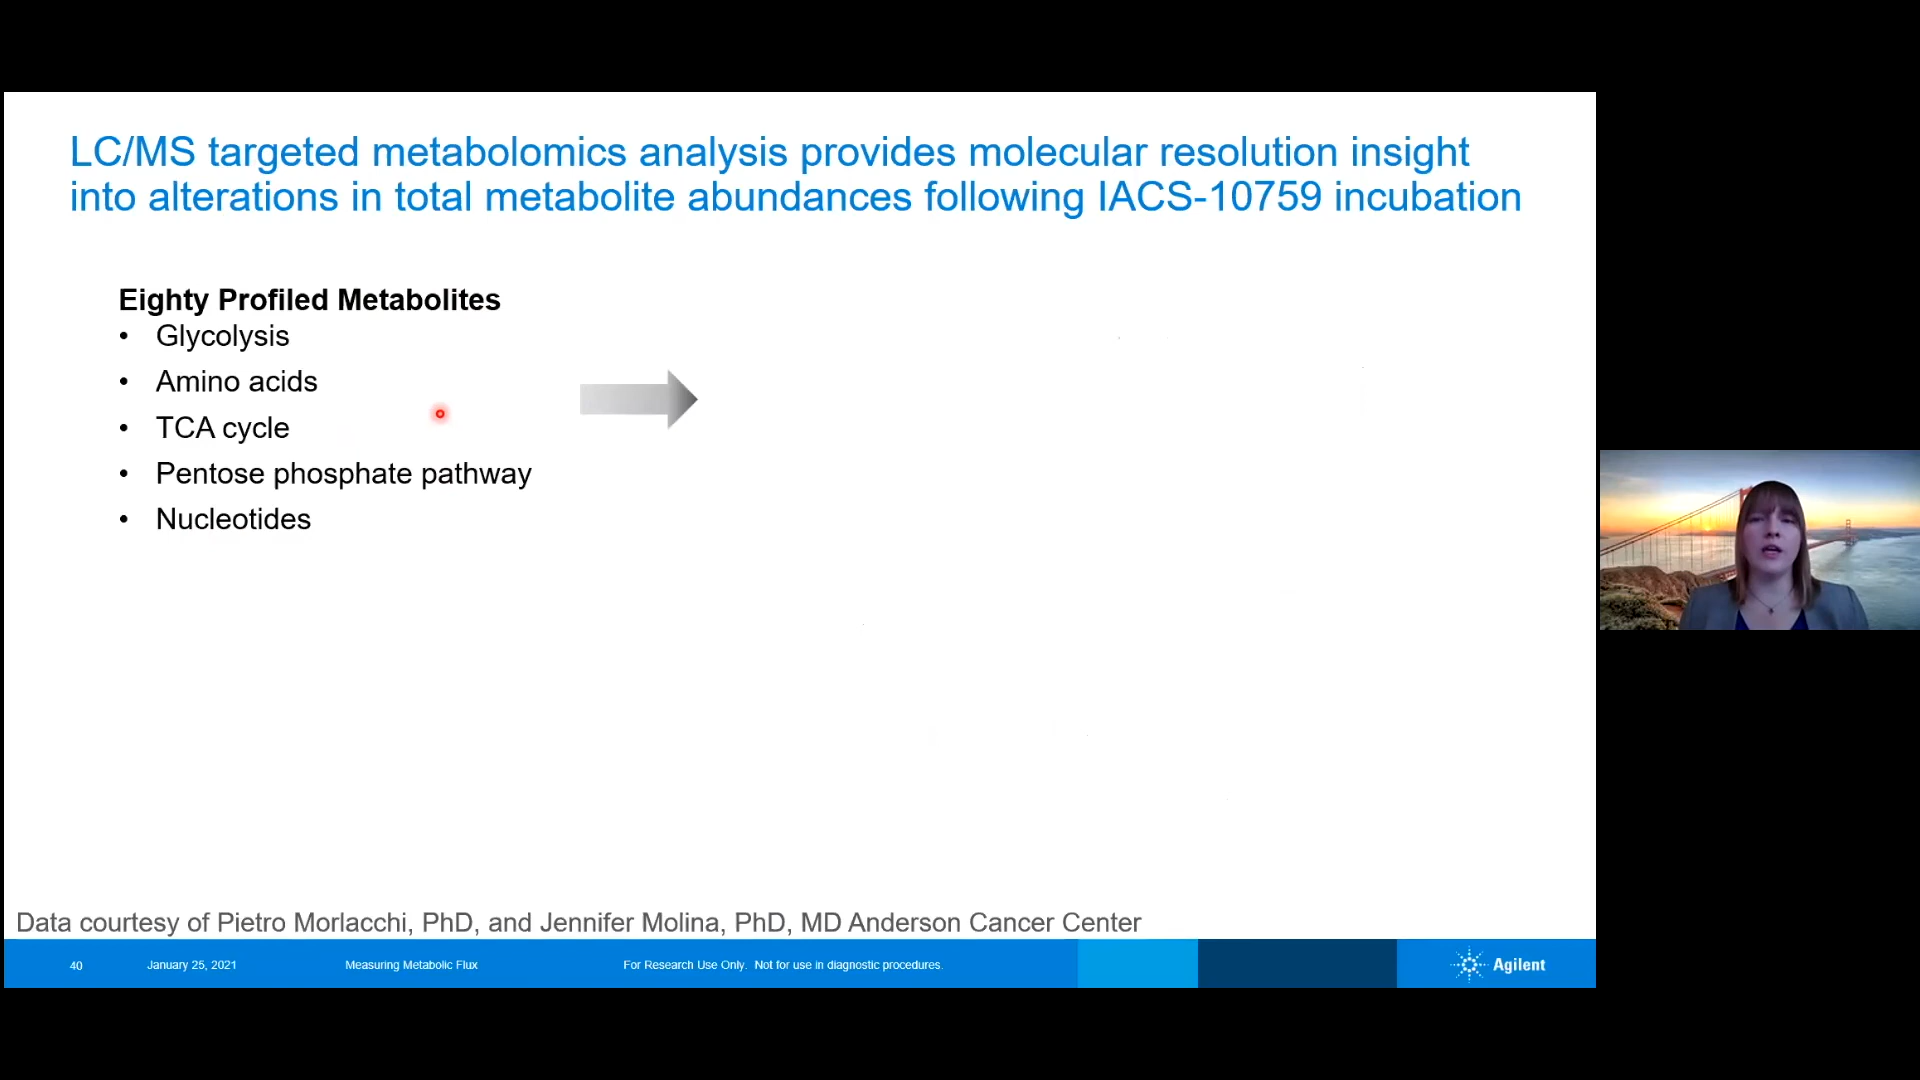 LC/MS targeted metabolomics analysis provides molecular resolution insight
into alterations in total metabolite abundances following IACS-10759 incubation
Eighty Profiled Metabolites
• Glycolysis
• Amino acids
• TCA cycle
• Pentose phosphate pathway
• Nucleotides
Data courtesy of Pietro Morlacchi, PhD, and Jennifer Molina, PhD, MD Anderson Cancer Center
40 January 25, 2021 Measuring Metabolic Flux For Research Use Only. Not for use in diagnostic procedures. Agilent